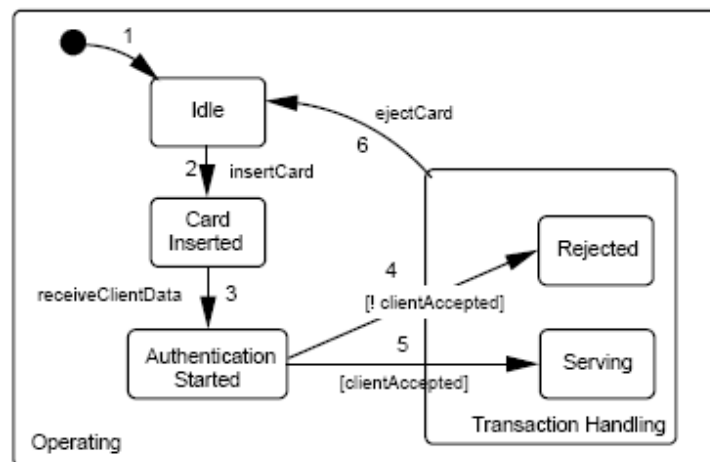 1
Idle
ejectCard
6
2
insertCard
Card
Inserted
receiveClientData
3
4
Rejected
[! clientAccepted]
5
Authentication
Started
Serving
[clientAccepted]
Transaction Handling
Operating